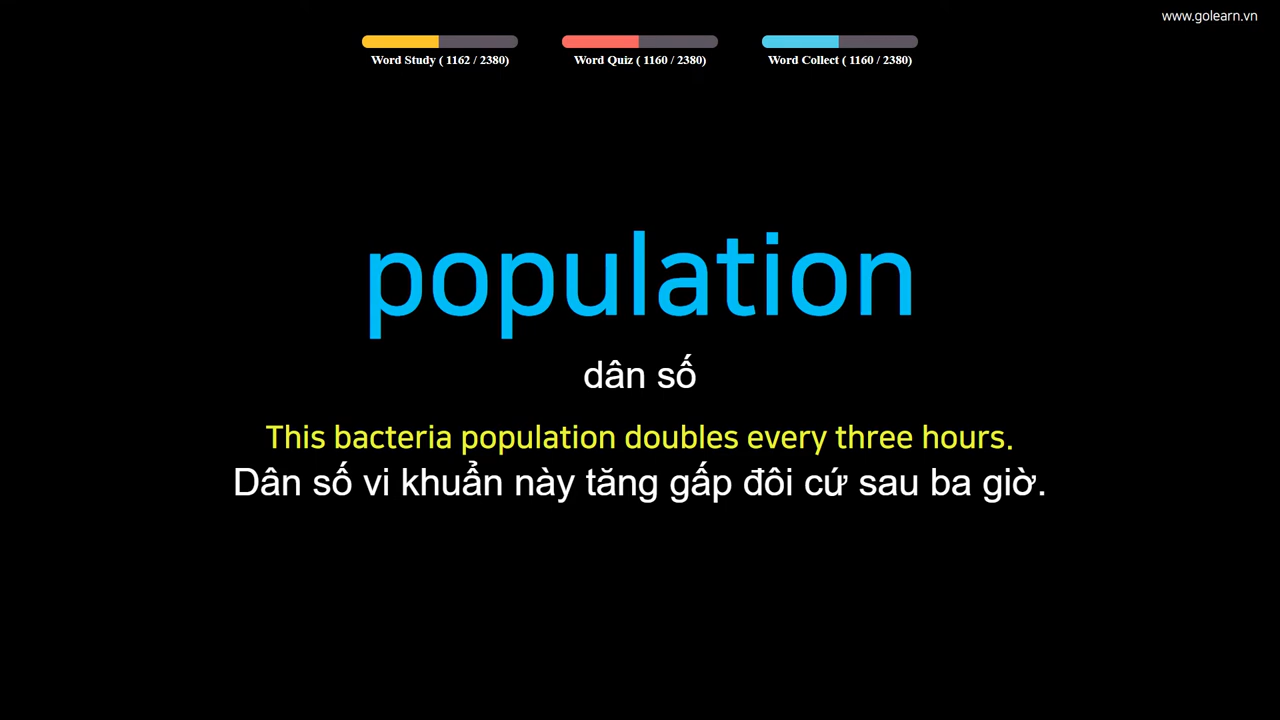 www.golearn.vn
Word Study ( 1162 / 2380)
Word Quiz ( 1160 / 2380)
Word Collect ( 1160 / 2380)
population
dân số
This bacteria population doubles every three hours.
Dân số vi khuẩn này tăng gấp đôi cứ sau ba giờ.